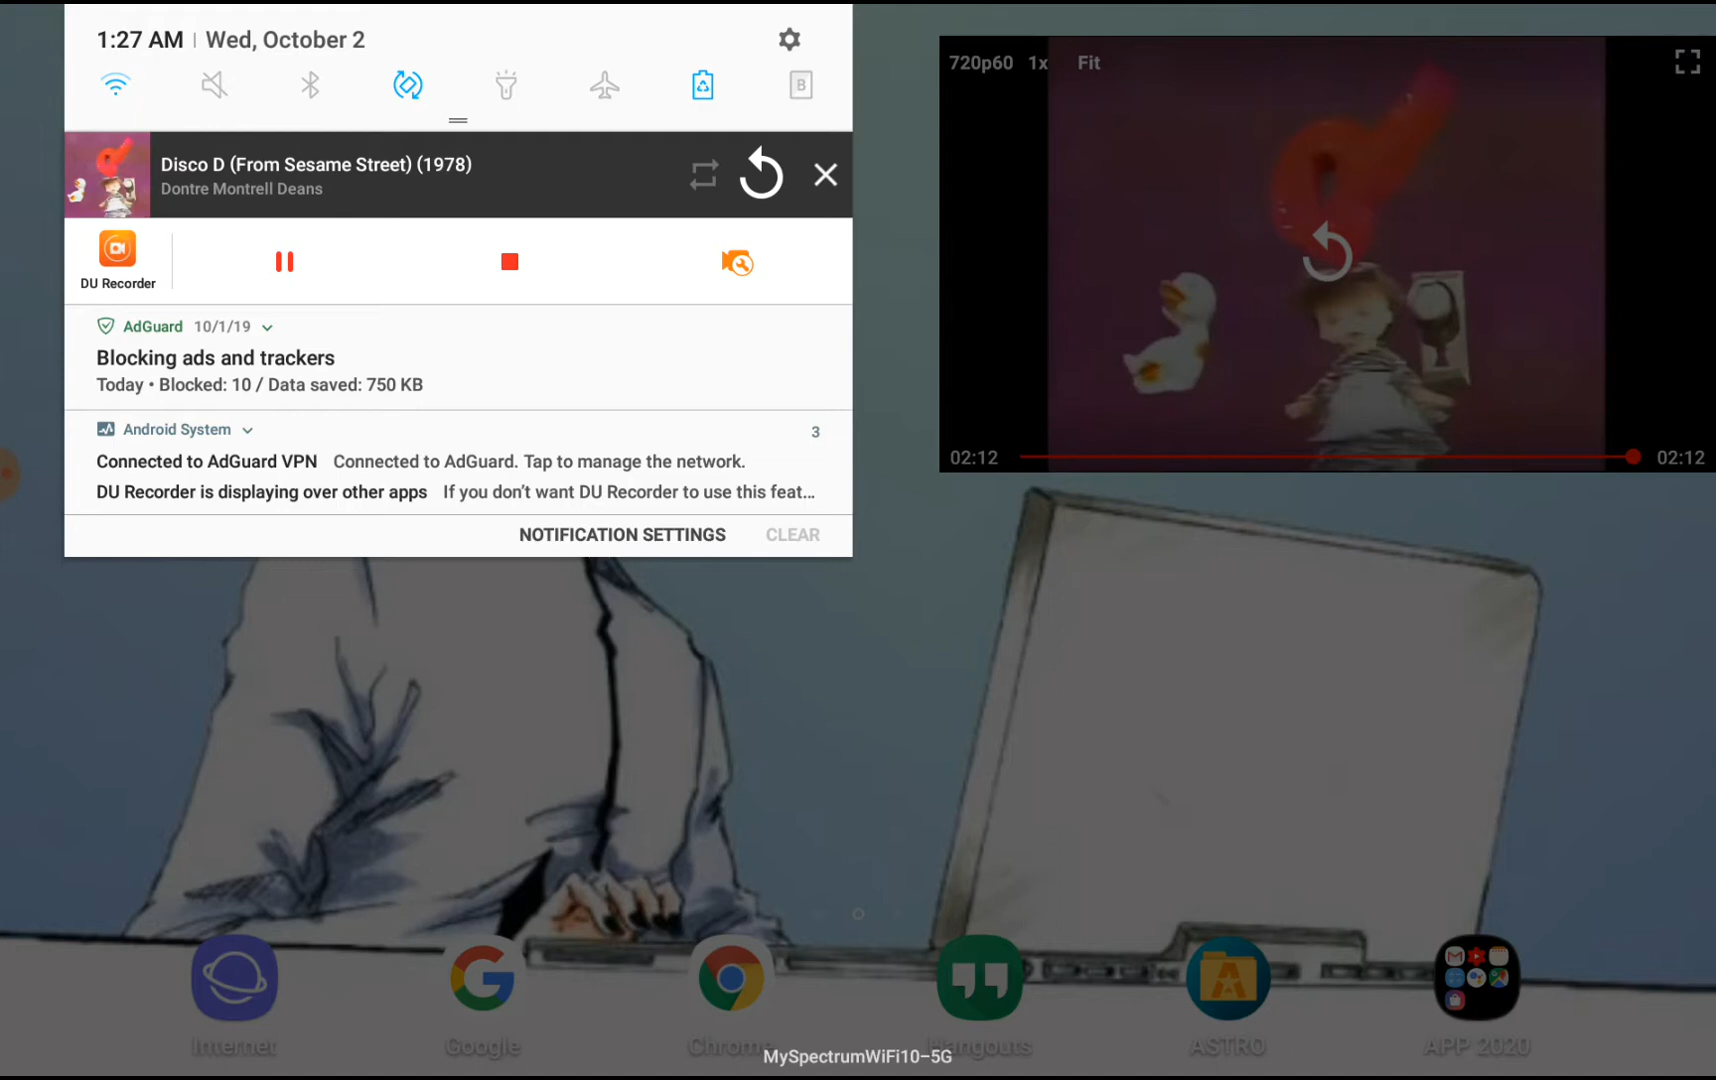 1:27 AM | Wed, October 2
B
Disco D (From Sesame Street) (1978)
Dontre Montrell Deans
DU Recorder
AdGuard 10/1/19
Blocking ads and trackers
Today • Blocked: 10 / Data saved: 750 KB
Android System
3
Connected to AdGuard VPN Connected to AdGuard. Tap to manage the network.
DU Recorder is displaying over other apps If you don’t want DU Recorder to use this feat...
NOTIFICATION SETTINGS CLEAR
720p60 1x Fit
02:12 02:12
Internet Google Chrome Hangouts ASTRO APP 2020
MySpectrumWiFi10-5G